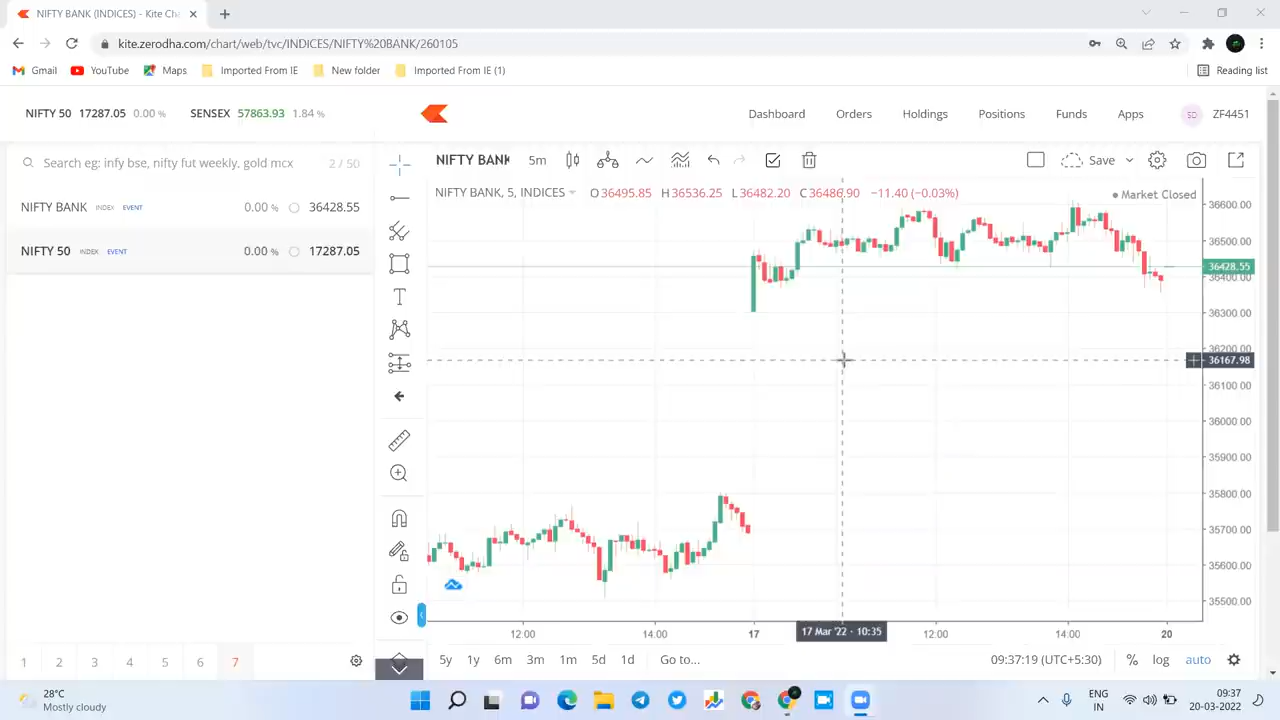 NIFTY BANK (INDICES) - Kite Cha
kite.zerodha.com/chart/web/tvc/INDICES/NIFTY%20BANK/260105
Gmail YouTube Maps Imported From IE New folder Imported From IE (1) Reading list
NIFTY 50 17287.05 0.00 % SENSEX 57863.93 1.84 % Dashboard Orders Holdings Positions Funds Apps SD ZF4451
Search eg: infy bse, nifty fut weekly, gold mcx 2 / 50
NIFTY BANK 5m Save
NIFTY BANK, 5, INDICES O36495.85 H36536.25 L36482.20 C36486.90 −11.40 (−0.03%)
Market Closed
NIFTY BANK INDEX EVENT 0.00 % 36428.55
NIFTY 50 INDEX EVENT 0.00 % 17287.05
36600.00
36500.00
36428.55
36400.00
36300.00
36200.00
36167.98
36100.00
36000.00
35900.00
35800.00
35700.00
35600.00
35500.00
12:00 14:00 17 17 Mar '22 - 10:35 12:00 14:00 20
1 2 3 4 5 6 7
5y 1y 6m 3m 1m 5d 1d Go to... 09:37:19 (UTC+5:30) % log auto
28°C
Mostly cloudy
ENG
IN
09:37
20-03-2022